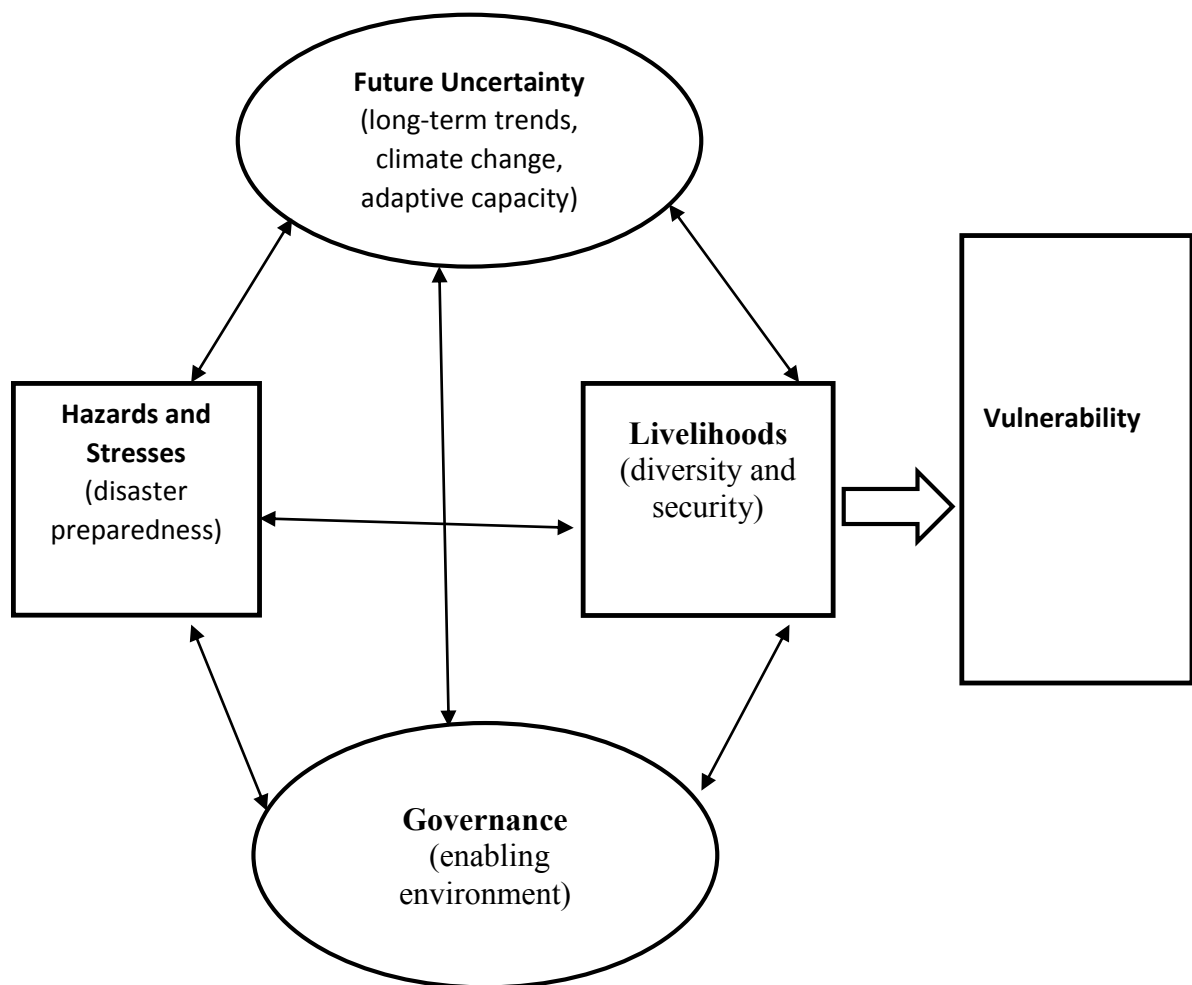 Future Uncertainty
(long-term trends,
climate change,
adaptive capacity)
Hazards and
Stresses
(disaster
preparedness)
Livelihoods
(diversity and
security)
Vulnerability
Governance
(enabling
environment)